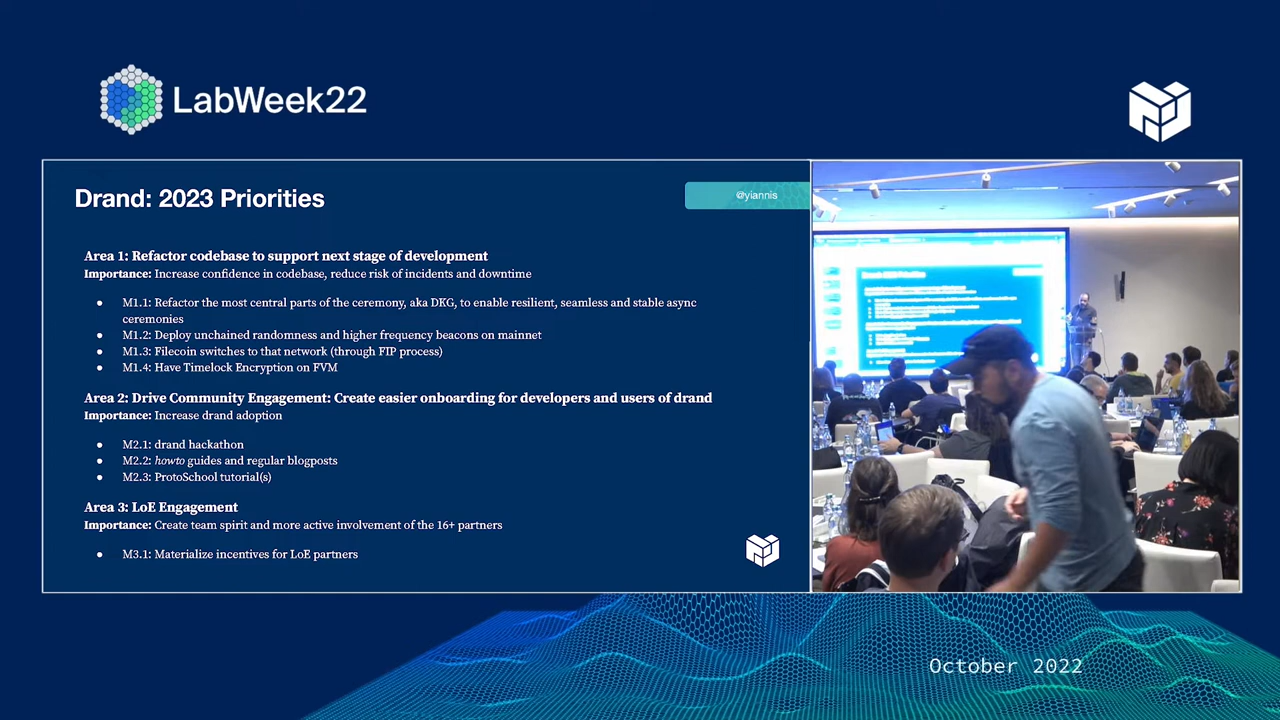 LabWeek22
Drand: 2023 Priorities
@yiannis
Area 1: Refactor codebase to support next stage of development
Importance: Increase confidence in codebase, reduce risk of incidents and downtime
● M1.1: Refactor the most central parts of the ceremony, aka DKG, to enable resilient, seamless and stable async
ceremonies
● M1.2: Deploy unchained randomness and higher frequency beacons on mainnet
● M1.3: Filecoin switches to that network (through FIP process)
● M1.4: Have Timelock Encryption on FVM
Area 2: Drive Community Engagement: Create easier onboarding for developers and users of drand
Importance: Increase drand adoption
● M2.1: drand hackathon
● M2.2: howto guides and regular blogposts
● M2.3: ProtoSchool tutorial(s)
Area 3: LoE Engagement
Importance: Create team spirit and more active involvement of the 16+ partners
● M3.1: Materialize incentives for LoE partners
Drand: 2023 Priorities
October 2022